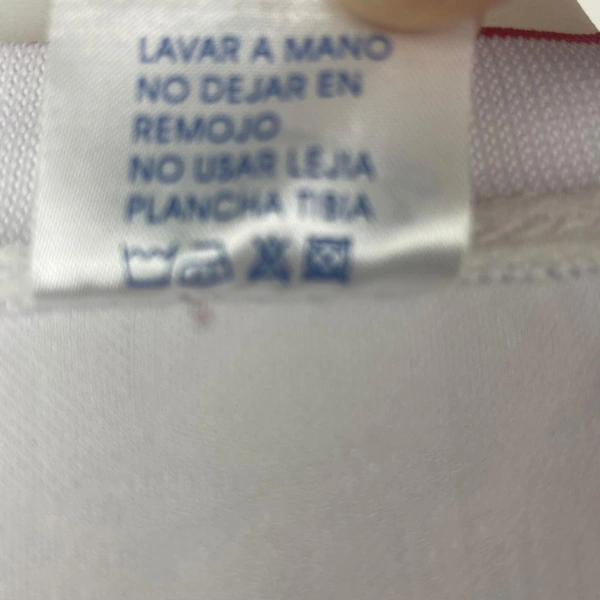 LAVAR A MANO
NO DEJAR EN
REMOJO
NO USAR LEJIA
PLANCHA TIBIA